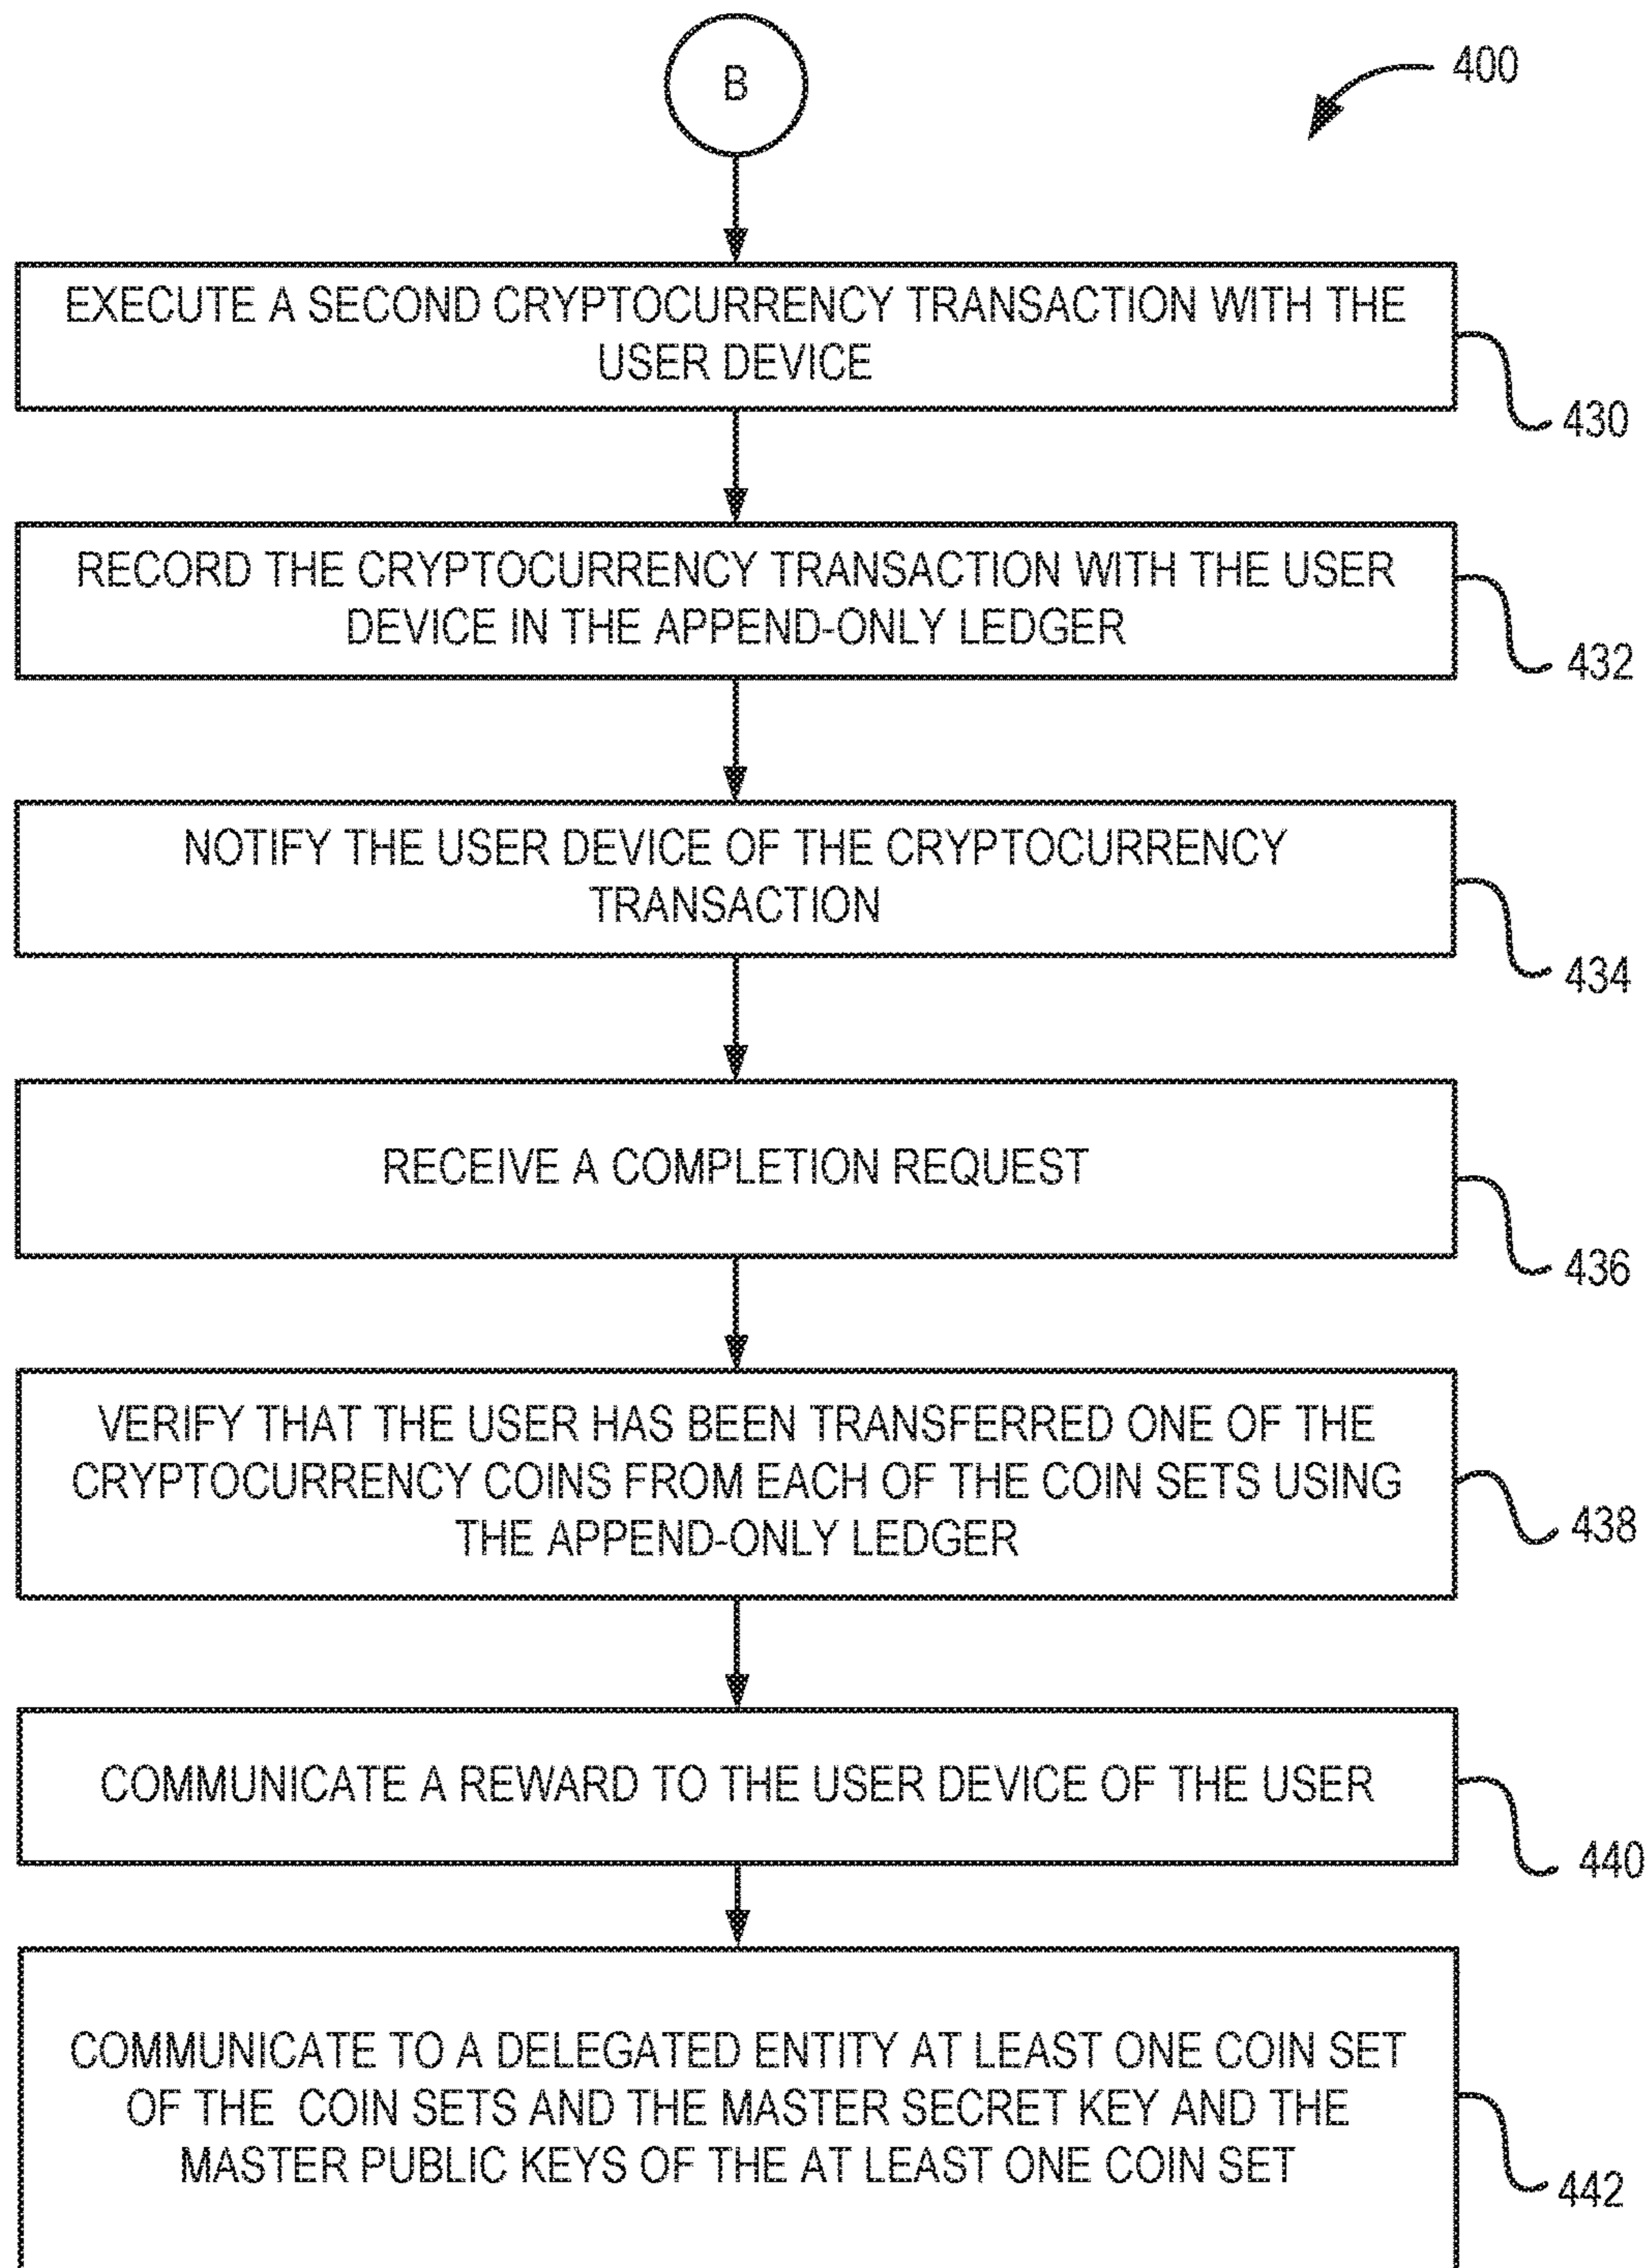 B
400
EXECUTE A SECOND CRYPTOCURRENCY TRANSACTION WITH THE
USER DEVICE
430
RECORD THE CRYPTOCURRENCY TRANSACTION WITH THE USER
DEVICE IN THE APPEND-ONLY LEDGER
432
NOTIFY THE USER DEVICE OF THE CRYPTOCURRENCY
TRANSACTION
434
RECEIVE A COMPLETION REQUEST
436
VERIFY THAT THE USER HAS BEEN TRANSFERRED ONE OF THE
CRYPTOCURRENCY COINS FROM EACH OF THE COIN SETS USING
THE APPEND-ONLY LEDGER
438
COMMUNICATE A REWARD TO THE USER DEVICE OF THE USER
440
COMMUNICATE TO A DELEGATED ENTITY AT LEAST ONE COIN SET
OF THE COIN SETS AND THE MASTER SECRET KEY AND THE
MASTER PUBLIC KEYS OF THE AT LEAST ONE COIN SET
442